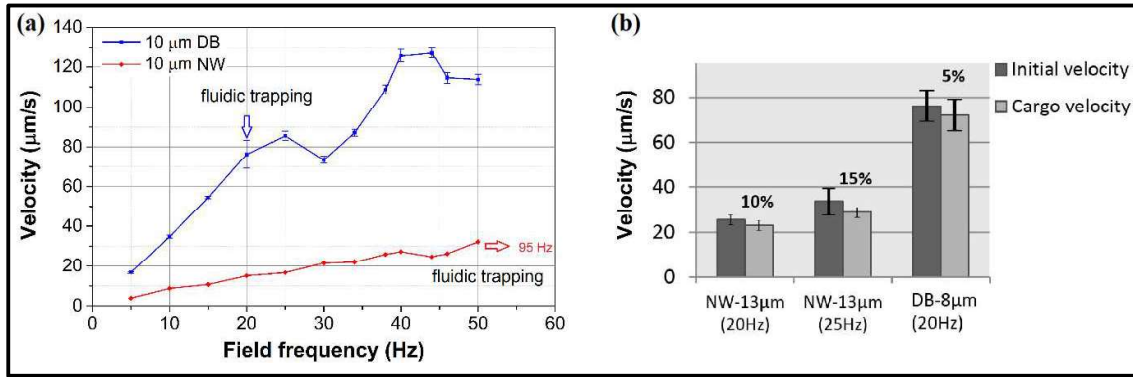 (a)
140
120
100
80
60
40
20
0
Velocity (µm/s)
10 µm DB
10 µm NW
fluidic trapping
95 Hz
fluidic trapping
0 10 20 30 40 50 60
Field frequency (Hz)
(b)
Velocity (µm/s)
80
60
40
20
0
10%
15%
5%
Initial velocity
Cargo velocity
NW-13µm NW-13µm DB-8µm
(20Hz) (25Hz) (20Hz)